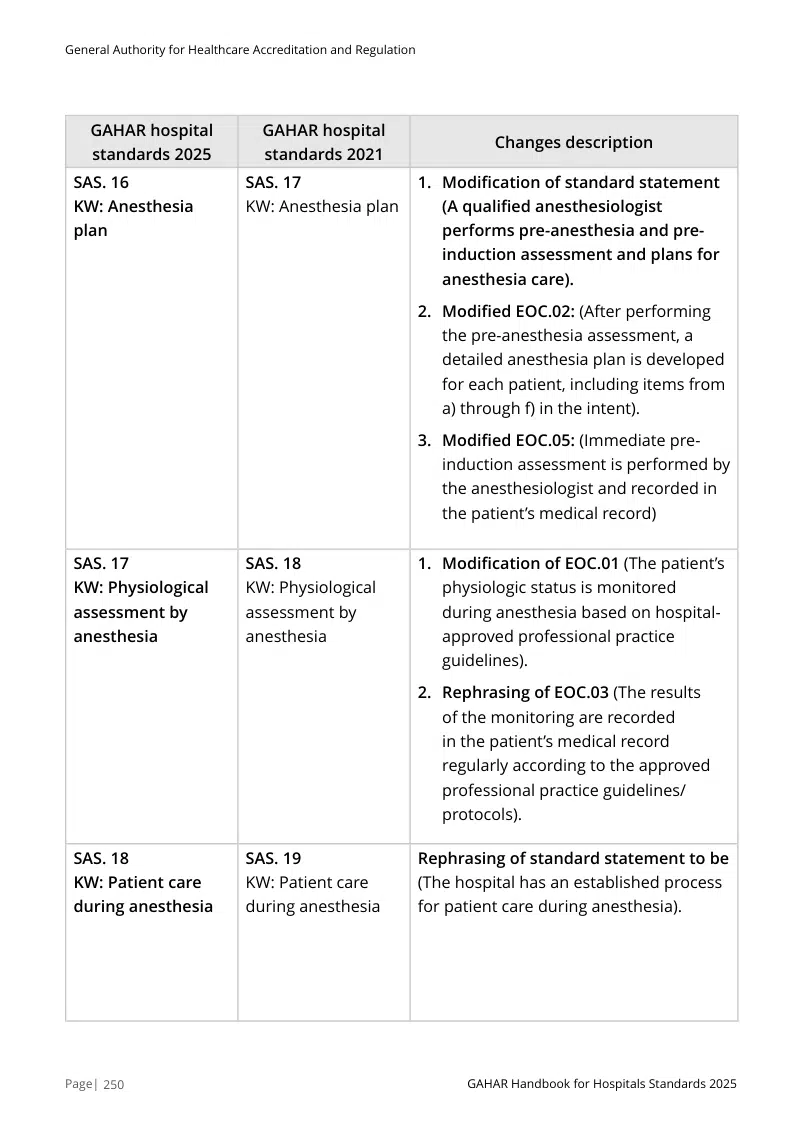 General Authority for Healthcare Accreditation and Regulation
GAHAR hospital
standards 2025
GAHAR hospital
standards 2021
Changes description
SAS. 16
KW: Anesthesia
plan
SAS. 17
KW: Anesthesia plan
1. Modification of standard statement
(A qualified anesthesiologist
performs pre-anesthesia and pre-
induction assessment and plans for
anesthesia care).
2. Modified EOC.02: (After performing
the pre-anesthesia assessment, a
detailed anesthesia plan is developed
for each patient, including items from
a) through f) in the intent).
3. Modified EOC.05: (Immediate pre-
induction assessment is performed by
the anesthesiologist and recorded in
the patient’s medical record)
SAS. 17
KW: Physiological
assessment by
anesthesia
SAS. 18
KW: Physiological
assessment by
anesthesia
1. Modification of EOC.01 (The patient’s
physiologic status is monitored
during anesthesia based on hospital-
approved professional practice
guidelines).
2. Rephrasing of EOC.03 (The results
of the monitoring are recorded
in the patient’s medical record
regularly according to the approved
professional practice guidelines/
protocols).
SAS. 18
KW: Patient care
during anesthesia
SAS. 19
KW: Patient care
during anesthesia
Rephrasing of standard statement to be
(The hospital has an established process
for patient care during anesthesia).
Page| 250
GAHAR Handbook for Hospitals Standards 2025